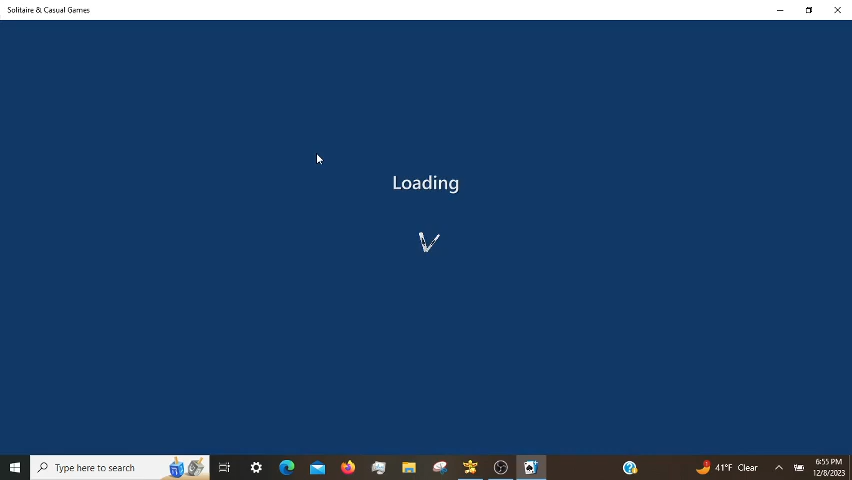 Solitaire & Casual Games
Loading
Type here to search
41°F Clear
6:55 PM
12/8/2023